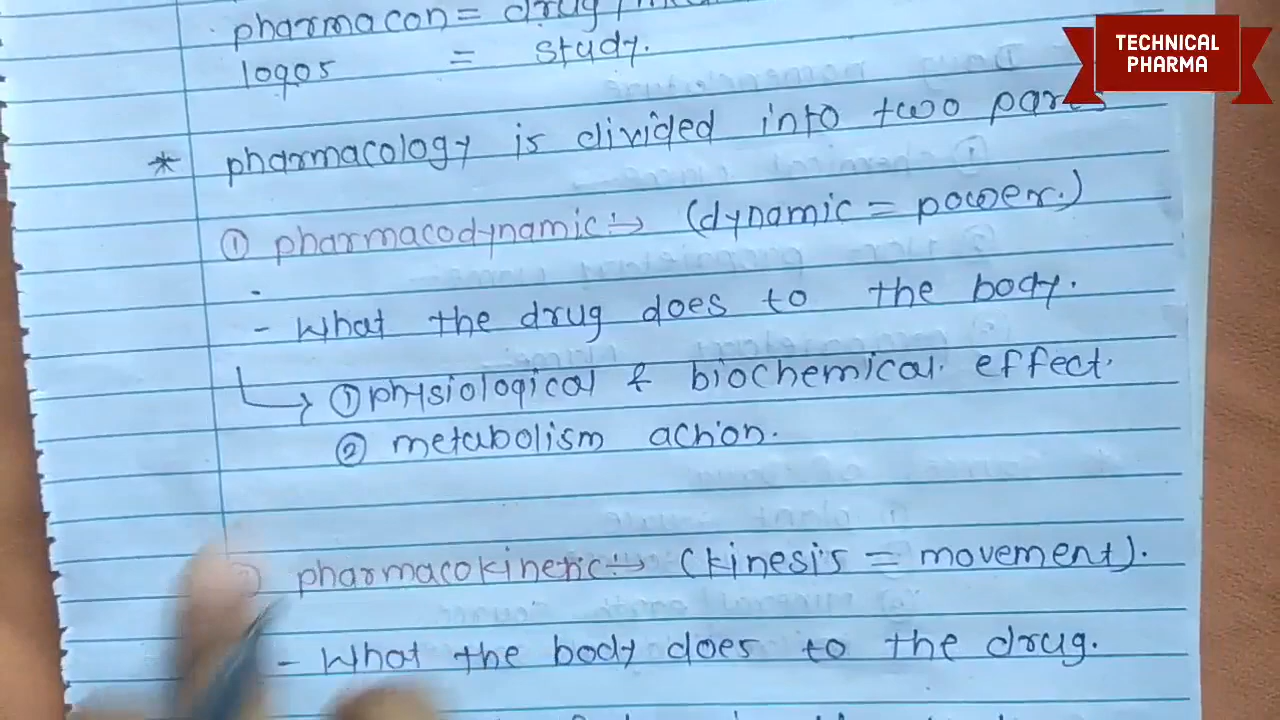 pharmacon = drug
logos = study.
TECHNICAL
PHARMA
* pharmacology is divided into two parts
① pharmacodynamic :→ (dynamic = power.)
- What the drug does to the body.
↳ ① physiological & biochemical. effect.
② metabolism action.
pharmacokinetic :→ (kinesis = movement).
- What the body does to the drug.